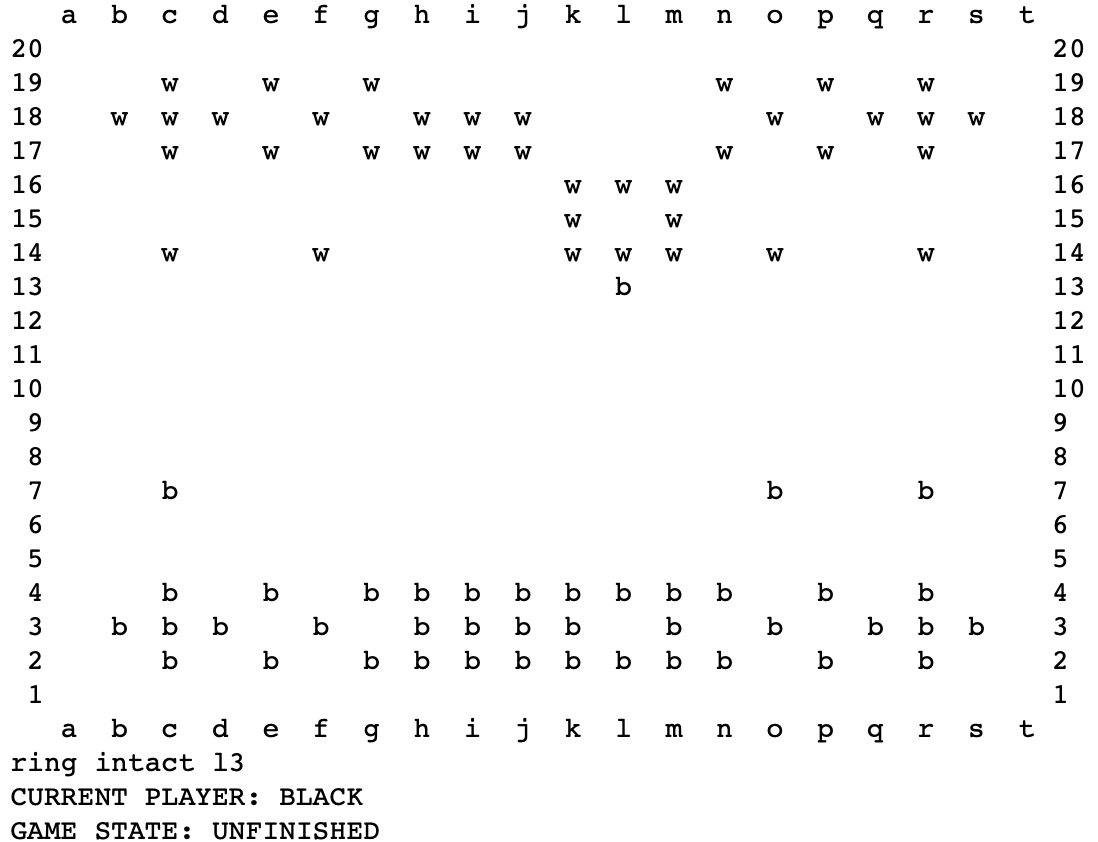 a b c d e f g h i j k l m n o p q r s t
20 20
19 w w w w w w 19
18 w w w w w w w w w w w 18
17 w w w w w w w w w 17
16 w w w 16
15 w w 15
14 w w w w w w w 14
13 b 13
12 12
11 11
10 10
9 9
8 8
7 b b b 7
6 6
5 5
4 b b b b b b b b b b b b 4
3 b b b b b b b b b b b b b 3
2 b b b b b b b b b b b b 2
1 1
a b c d e f g h i j k l m n o p q r s t
ring intact l3
CURRENT PLAYER: BLACK
GAME STATE: UNFINISHED